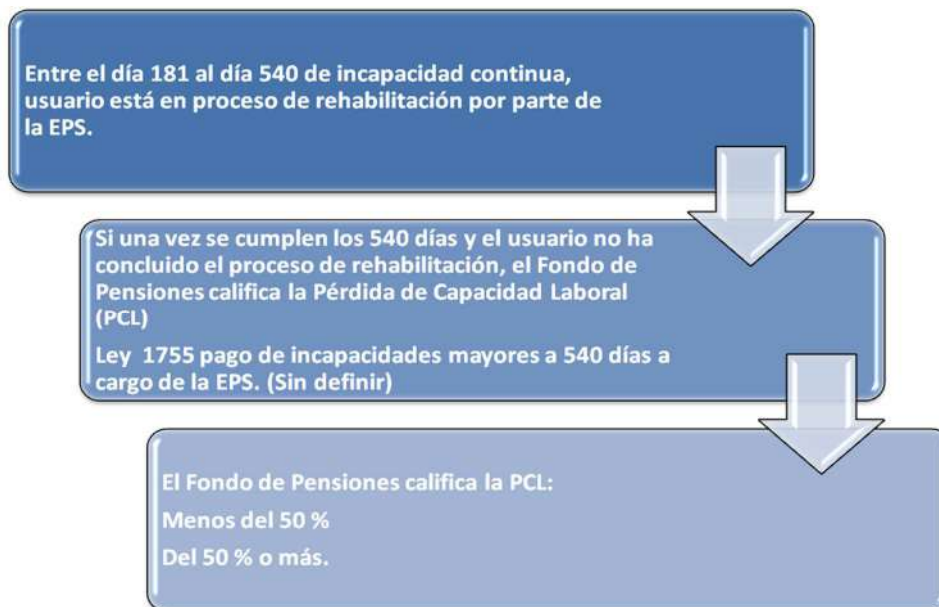 Entre el día 181 al día 540 de incapacidad continua,
usuario está en proceso de rehabilitación por parte de
la EPS.
Si una vez se cumplen los 540 días y el usuario no ha
concluido el proceso de rehabilitación, el Fondo de
Pensiones califica la Pérdida de Capacidad Laboral
(PCL)
Ley 1755 pago de incapacidades mayores a 540 días a
cargo de la EPS. (Sin definir)
El Fondo de Pensiones califica la PCL:
Menos del 50 %
Del 50 % o más.